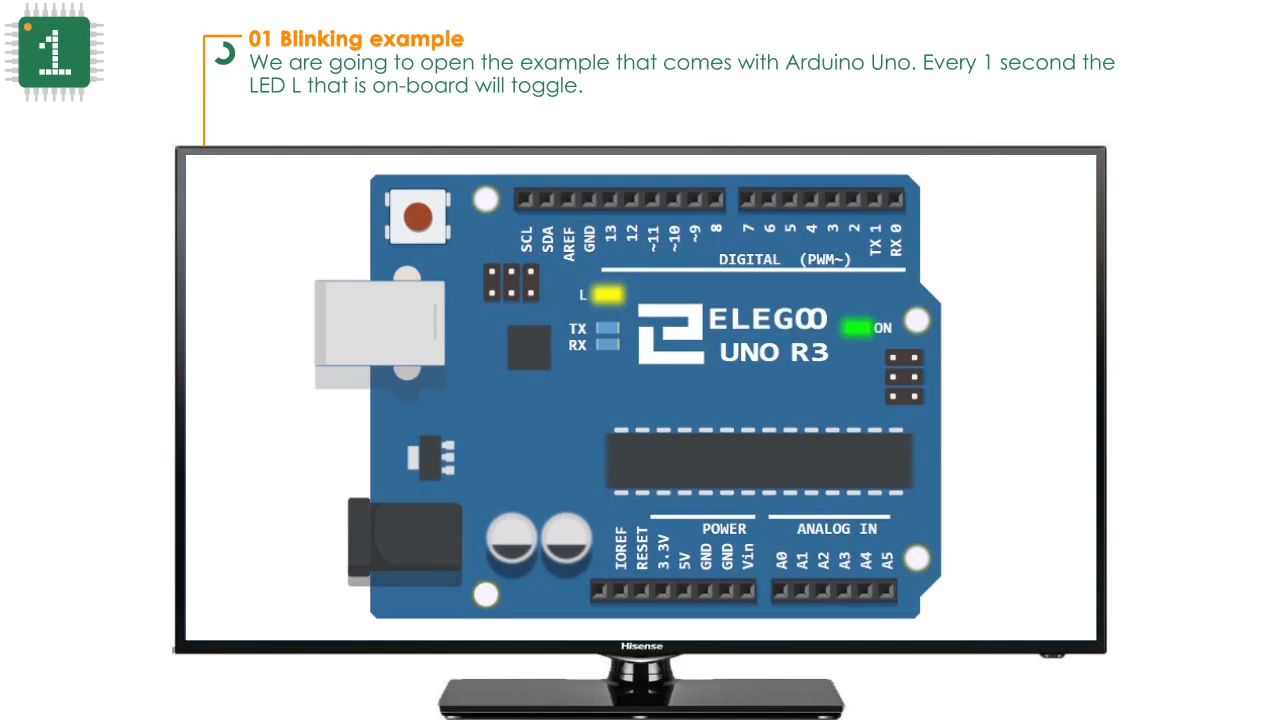 1
01 Blinking example
We are going to open the example that comes with Arduino Uno. Every 1 second the
LED L that is on-board will toggle.
SCL SDA AREF GND 13 12 ~11 ~10 ~9 8 7 6 5 4 3 2 TX 1 RX 0
DIGITAL (PWM~)
L
TX
RX
ELEGOO
UNO R3
ON
POWER
ANALOG IN
IOREF RESET 3.3V 5V GND GND Vin A0 A1 A2 A3 A4 A5
Hisense